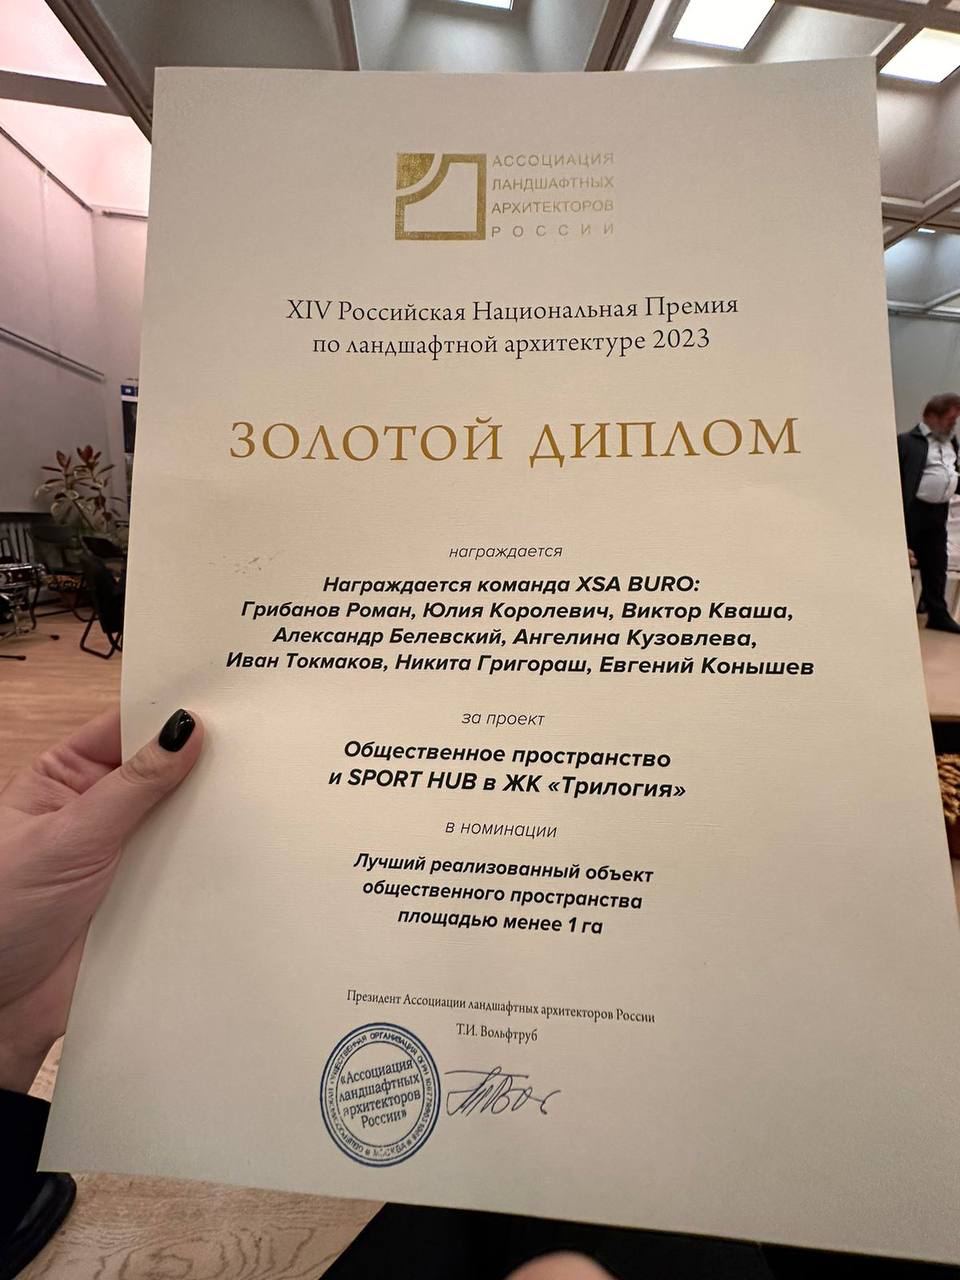 АССОЦИАЦИЯ
ЛАНДШАФТНЫХ
АРХИТЕКТОРОВ
РОССИИ
XIV Российская Национальная Премия
по ландшафтной архитектуре 2023
ЗОЛОТОЙ ДИПЛОМ
награждается
Награждается команда XSA BURO:
Грибанов Роман, Юлия Королевич, Виктор Кваша,
Александр Белевский, Ангелина Кузовлева,
Иван Токмаков, Никита Григораш, Евгений Конышев
за проект
Общественное пространство
и SPORT HUB в ЖК «Трилогия»
в номинации
Лучший реализованный объект
общественного пространства
площадью менее 1 га
Президент Ассоциации ландшафтных архитекторов России
Т.И. Вольфтруб
«Ассоциация
ландшафтных
архитекторов
России»
МОСКВА